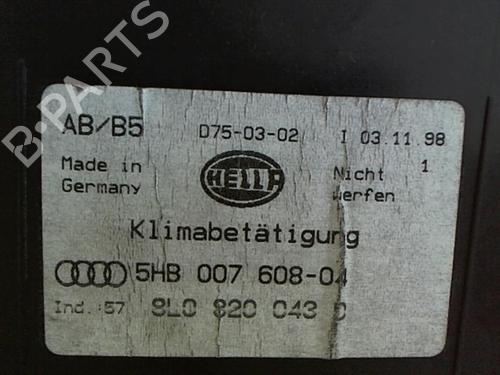 B-PARTS
AB/B5 D75-03-02 I 03.11.98
Made in Germany
HELLA
Nicht werfen 1
Klimabetätigung
5HB 007 608-04
Ind.:57 8L0 820 043 D